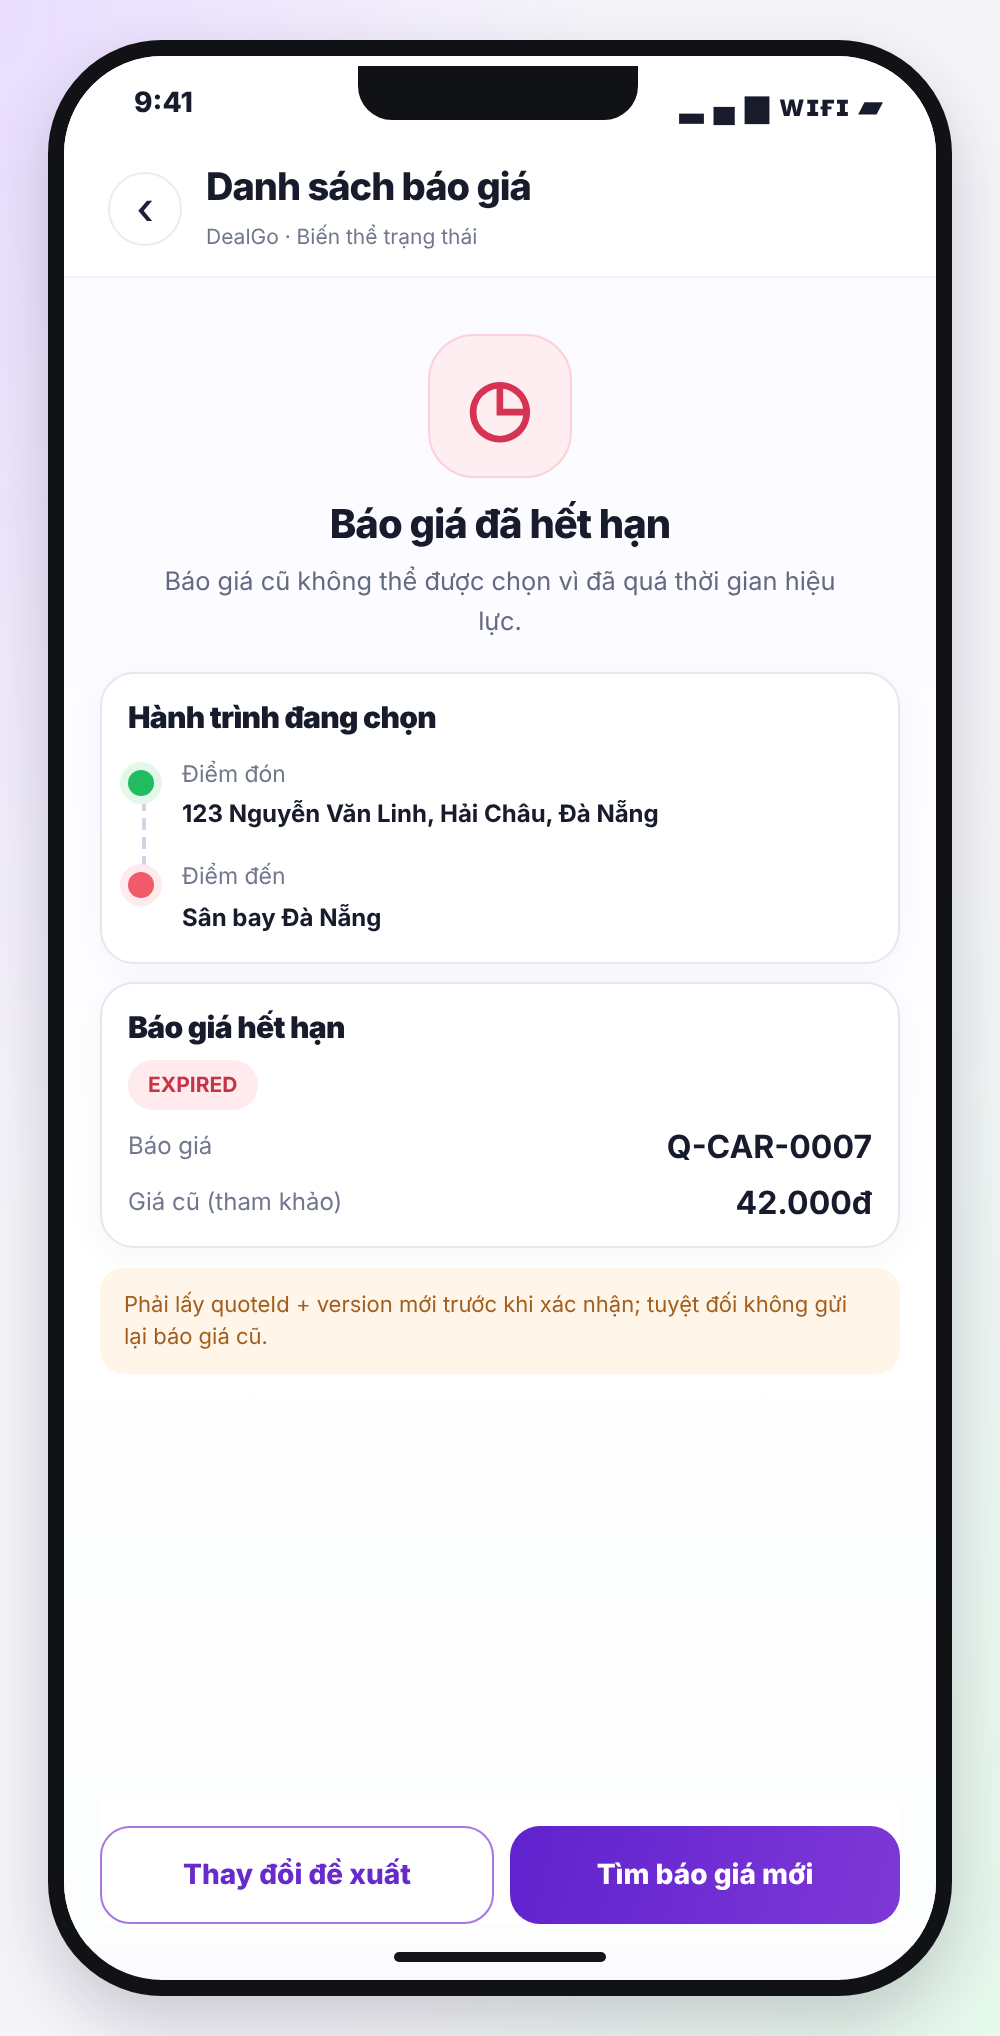 9:41
WIFI
Danh sách báo giá
DealGo · Biến thể trạng thái
Báo giá đã hết hạn
Báo giá cũ không thể được chọn vì đã quá thời gian hiệu
lực.
Hành trình đang chọn
Điểm đón
123 Nguyễn Văn Linh, Hải Châu, Đà Nẵng
Điểm đến
Sân bay Đà Nẵng
Báo giá hết hạn
EXPIRED
Báo giá Q-CAR-0007
Giá cũ (tham khảo) 42.000đ
Phải lấy quoteId + version mới trước khi xác nhận; tuyệt đối không gửi
lại báo giá cũ.
Thay đổi đề xuất Tìm báo giá mới